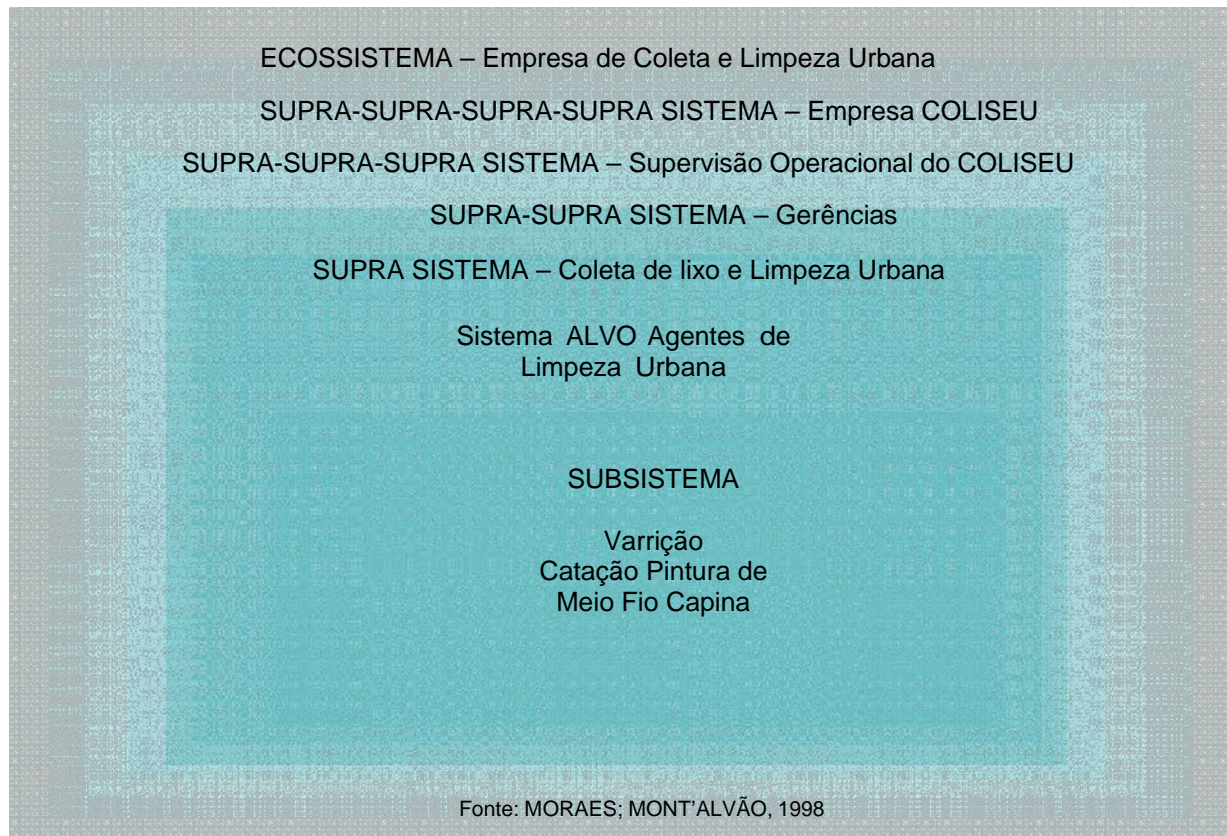 ECOSSISTEMA – Empresa de Coleta e Limpeza Urbana
SUPRA-SUPRA-SUPRA-SUPRA SISTEMA – Empresa COLISEU
SUPRA-SUPRA-SUPRA SISTEMA – Supervisão Operacional do COLISEU
SUPRA-SUPRA SISTEMA – Gerências
SUPRA SISTEMA – Coleta de lixo e Limpeza Urbana
Sistema ALVO Agentes de
Limpeza Urbana
SUBSISTEMA
Varrição
Catação Pintura de
Meio Fio Capina
Fonte: MORAES; MONT'ALVÃO, 1998